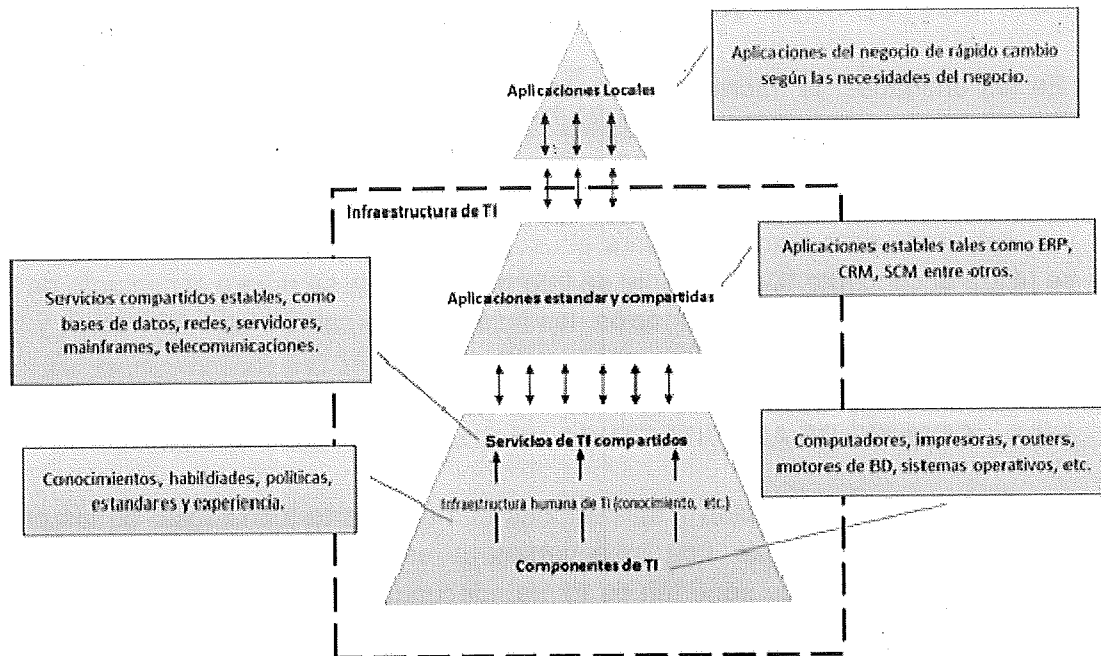 Aplicaciones del negocio de rápido cambio
según las necesidades del negocio.
Aplicaciones Locales
Infraestructura de TI
Aplicaciones estables tales como ERP,
CRM, SCM entre otros.
Servicios compartidos estables, como
bases de datos, redes, servidores,
mainframes, telecomunicaciones.
Aplicaciones estandar y compartidas
Servicios de TI compartidos
Computadores, impresoras, routers,
motores de BD, sistemas operativos, etc.
Conocimientos, habilidiades, políticas,
estandares y experiencia.
Infraestructura humana de TI (conocimiento, etc.)
Componentes de TI